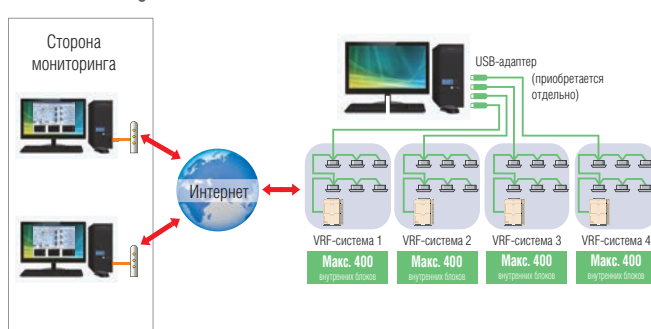 Сторона
мониторинга
USB-адаптер
(приобретается
отдельно)
Интернет
VRF-система 1
VRF-система 2
VRF-система 3
VRF-система 4
Макс. 400
внутренних блоков
Макс. 400
внутренних блоков
Макс. 400
внутренних блоков
Макс. 400
внутренних блоков